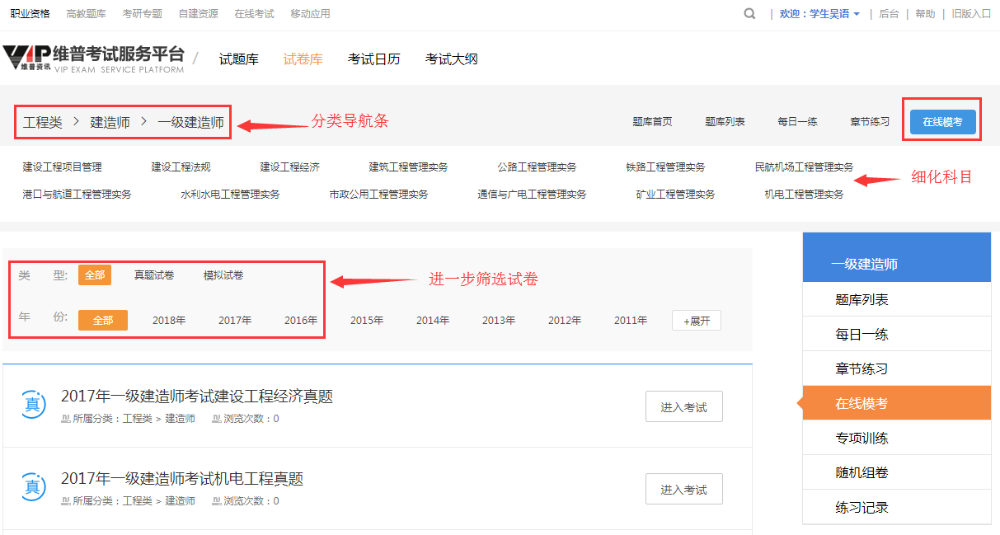 职业资格 高教题库 考研专题 自建资源 在线考试 移动应用 | 欢迎：学生吴语 | 后台 | 帮助 | 旧版入口
VIP 维普资讯 维普考试服务平台 / 试题库 试卷库 考试日历 考试大纲
VIP EXAM SERVICE PLATFORM
工程类 > 建造师 > 一级建造师 分类导航条 题库首页 题库列表 每日一练 章节练习 在线模考
建设工程项目管理 建设工程法规 建设工程经济 建筑工程管理实务 公路工程管理实务 铁路工程管理实务 民航机场工程管理实务
细化科目
港口与航道工程管理实务 水利水电工程管理实务 市政公用工程管理实务 通信与广电工程管理实务 矿业工程管理实务 机电工程管理实务
类 型: 全部 真题试卷 模拟试卷 进一步筛选试卷
年 份: 全部 2018年 2017年 2016年 2015年 2014年 2013年 2012年 2011年 +展开
真 2017年一级建造师考试建设工程经济真题
所属分类：工程类 > 建造师 浏览次数：0
进入考试
真 2017年一级建造师考试机电工程真题
所属分类：工程类 > 建造师 浏览次数：0
进入考试
一级建造师
题库列表
每日一练
章节练习
在线模考
专项训练
随机组卷
练习记录